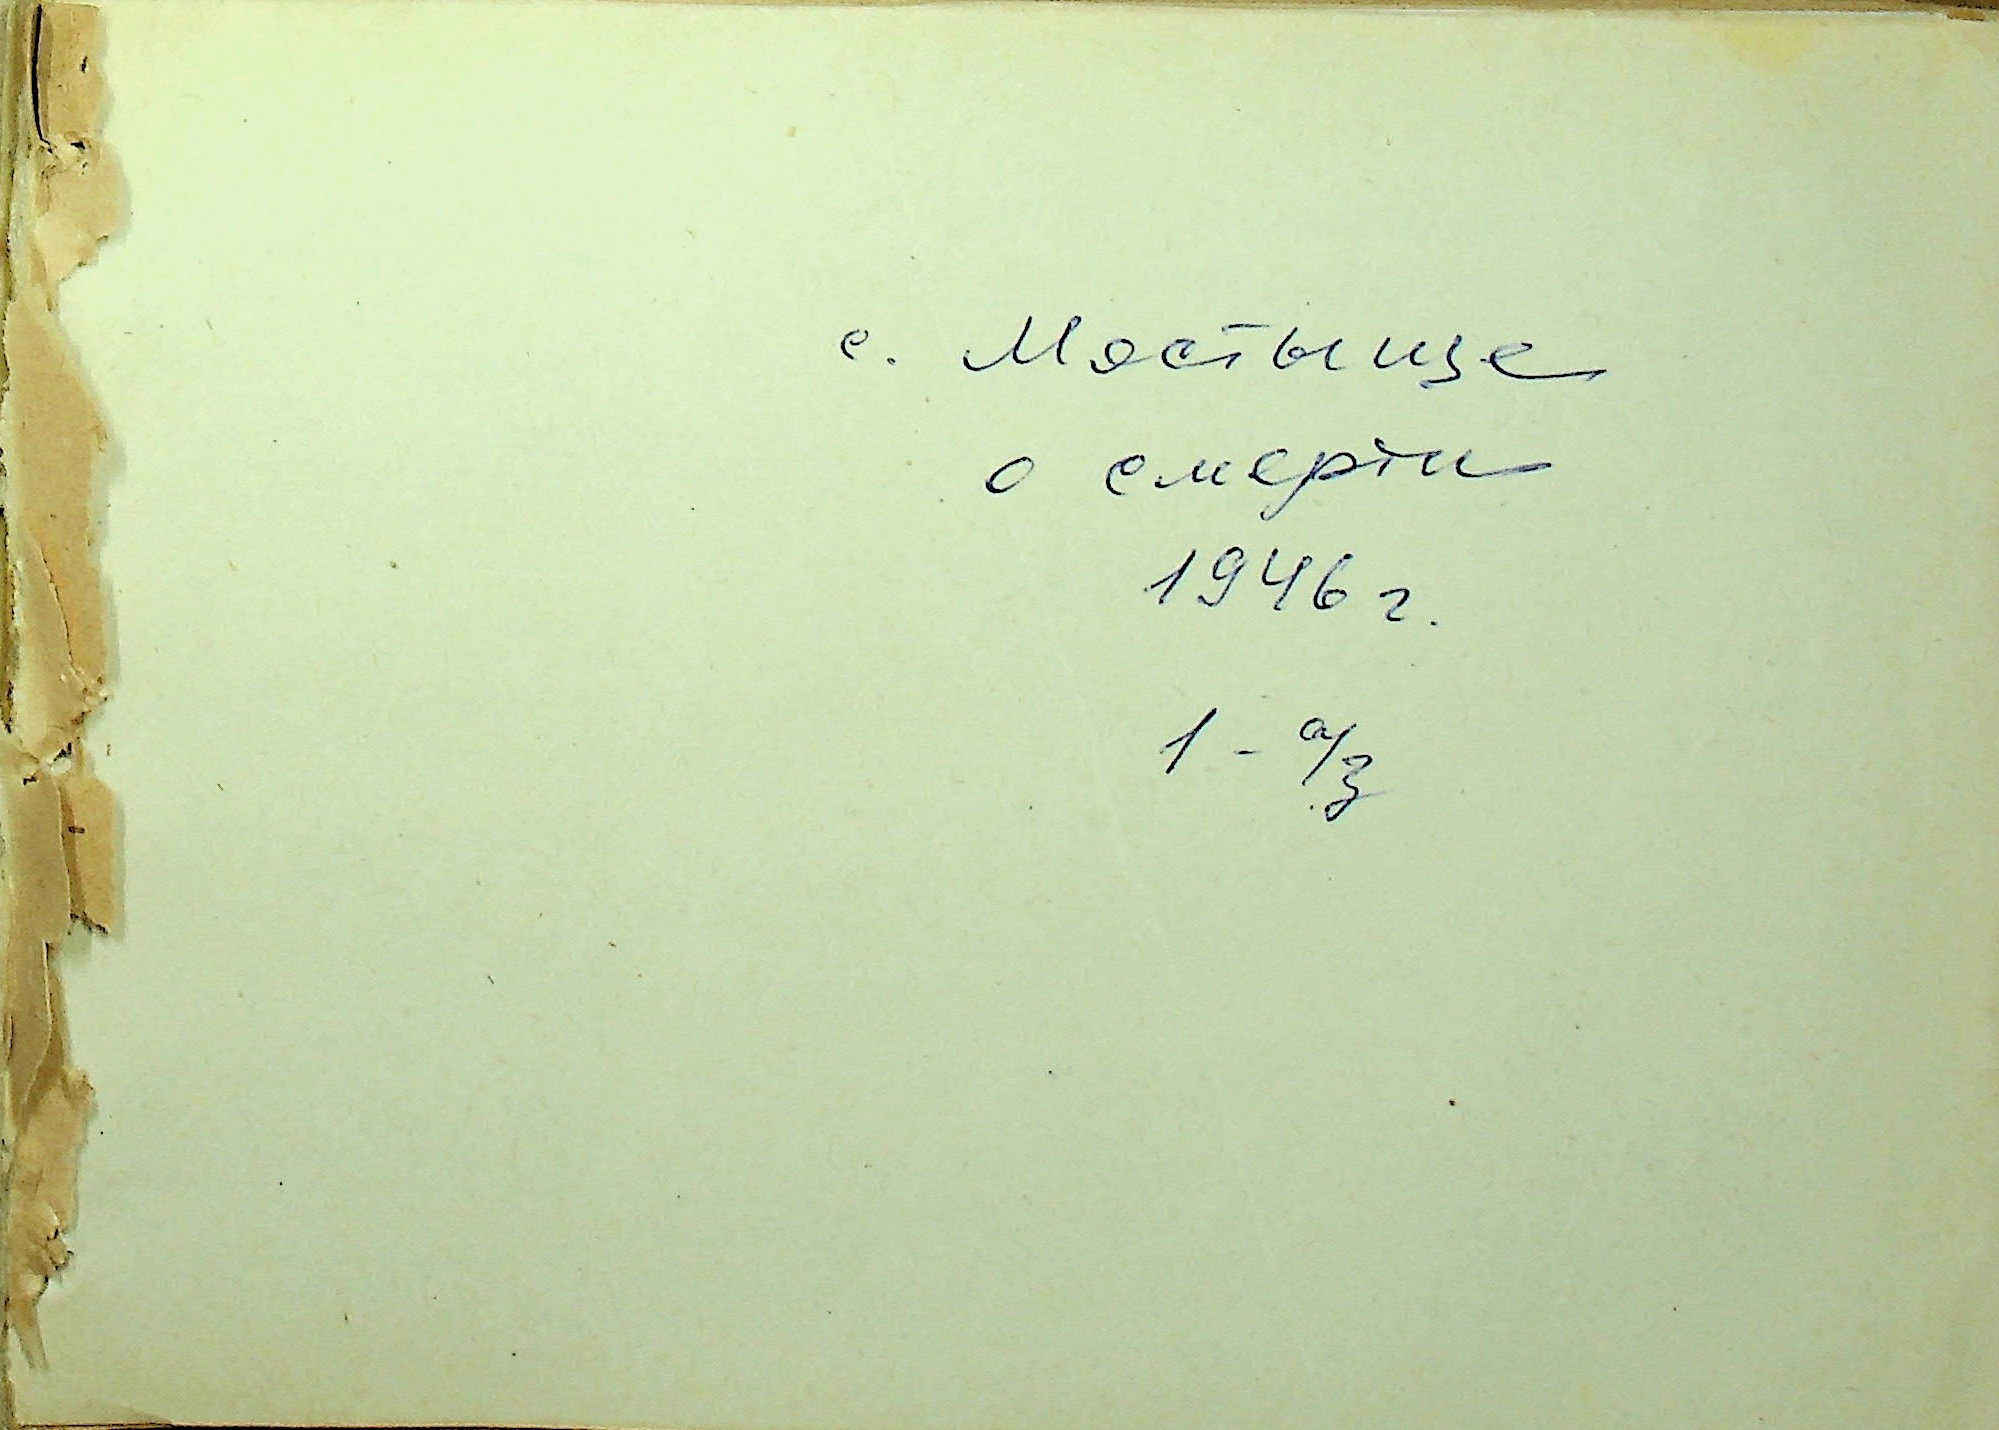 с. Мостыще
о смерти
1946 г.
1 - а/з